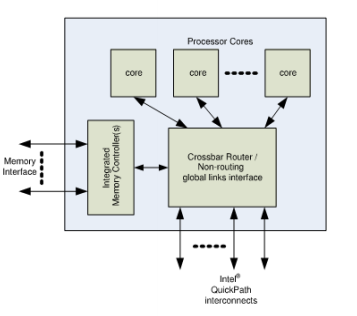 Processor Cores
core
core
core
Integrated
Memory Controller(s)
Memory
Interface
Crossbar Router /
Non-routing
global links interface
Intel®
QuickPath
interconnects